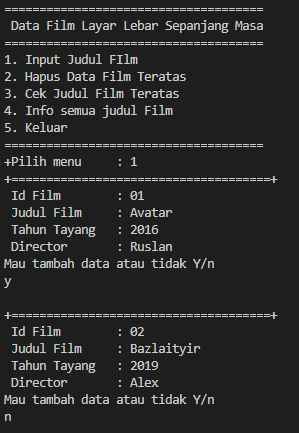 =====================================
Data Film Layar Lebar Sepanjang Masa
=====================================
1. Input Judul FIlm
2. Hapus Data Film Teratas
3. Cek Judul Film Teratas
4. Info semua judul Film
5. Keluar
=====================================
+Pilih menu     : 1
+=====================================+
Id Film        : 01
Judul Film     : Avatar
Tahun Tayang   : 2016
Director       : Ruslan
Mau tambah data atau tidak Y/n
y
+=====================================+
Id Film        : 02
Judul Film     : Bazlaityir
Tahun Tayang   : 2019
Director       : Alex
Mau tambah data atau tidak Y/n
n